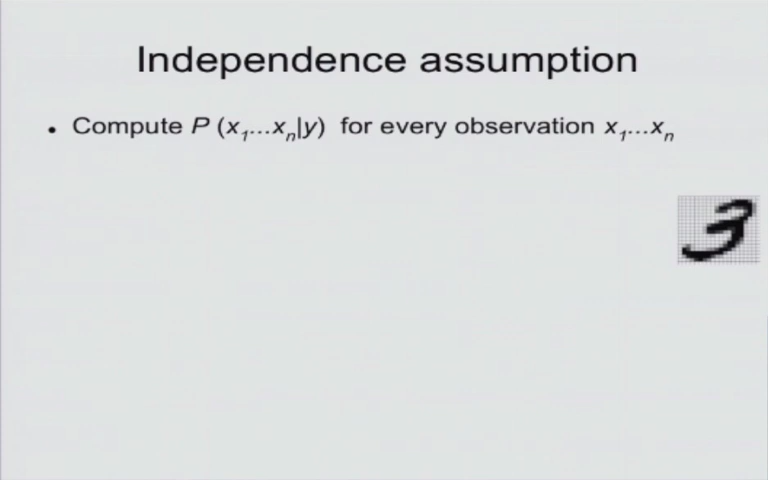 Independence assumption
• Compute P (x₁...xₙ|y) for every observation x₁...xₙ
3